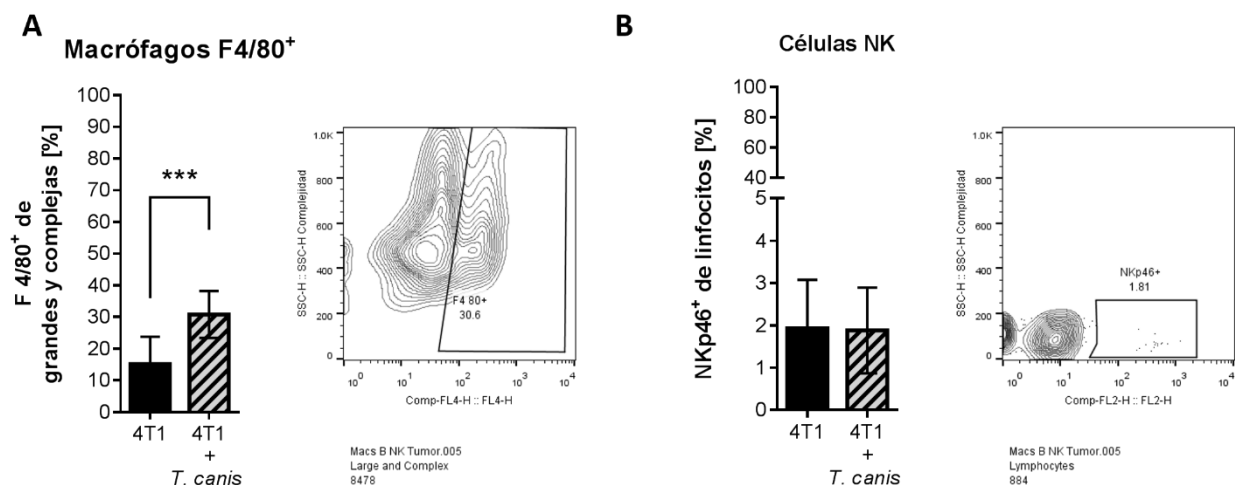 A
Macrófagos F4/80+
F 4/80+ de
grandes y complejas [%]
100
90
80
70
60
50
40
30
20
10
0
***
4T1
4T1
+
T. canis
SSC-H :: SSC-H Complejidad
1.0K
800
600
400
200
0
F4 80+
30.6
10^0 10^1 10^2 10^3 10^4
Comp-FL4-H :: FL4-H
Macs B NK Tumor.005
Large and Complex
8478
B
Células NK
NKp46+ de linfocitos [%]
100
80
60
40
5
4
3
2
1
0
4T1
4T1
+
T. canis
SSC-H :: SSC-H Complejidad
1.0K
800
600
400
200
0
NKp46+
1.81
10^0 10^1 10^2 10^3 10^4
Comp-FL2-H :: FL2-H
Macs B NK Tumor.005
Lymphocytes
884